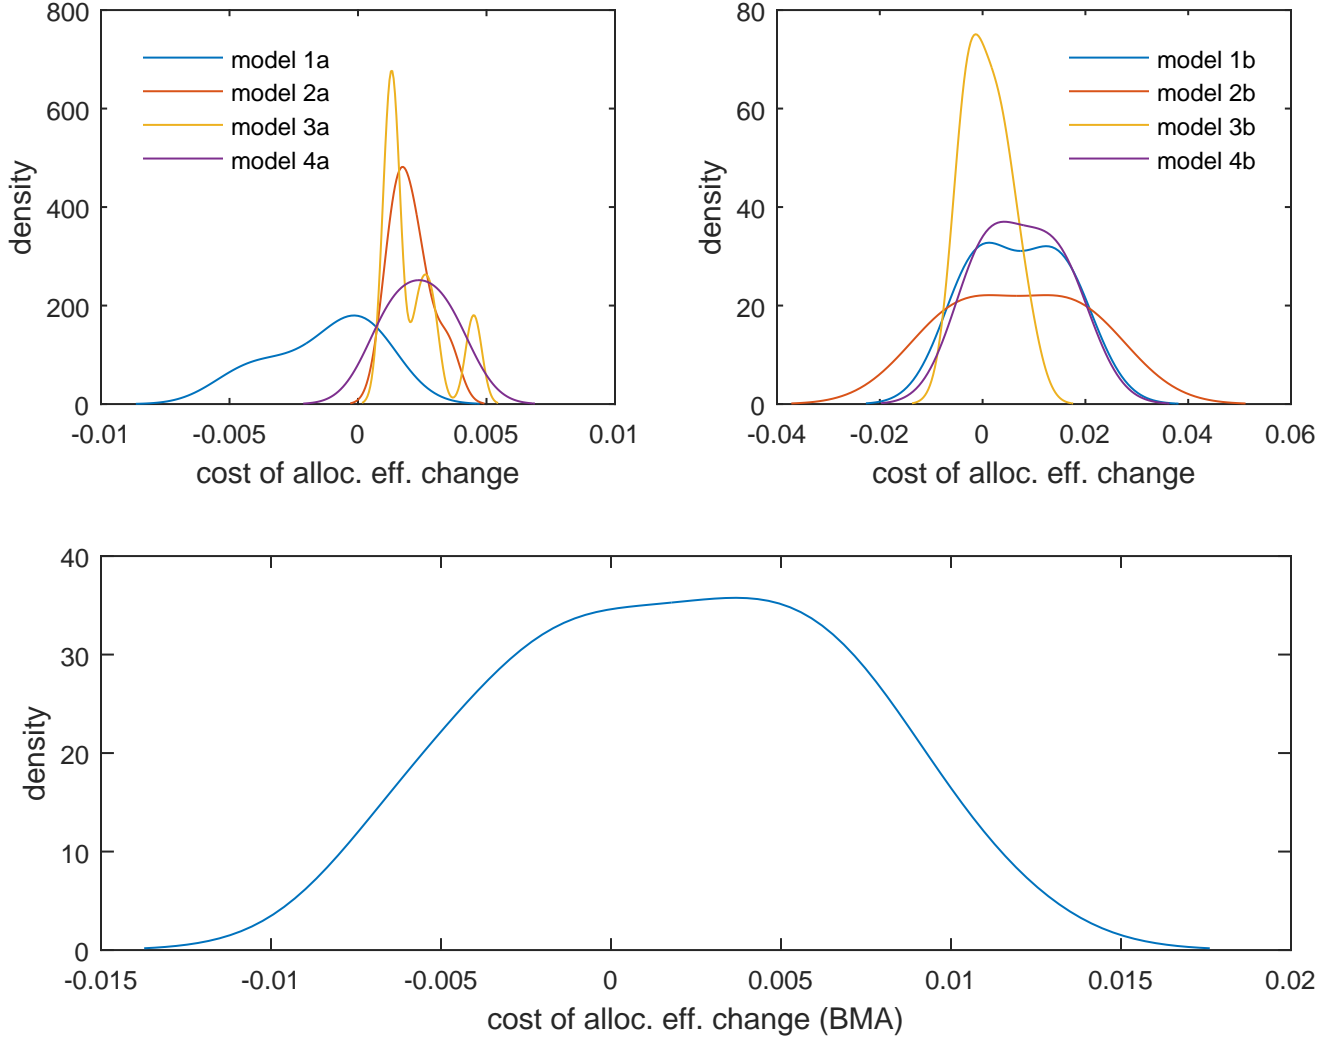 800
600
400
200
0
density
model 1a
model 2a
model 3a
model 4a
-0.01
-0.005
0
0.005
0.01
cost of alloc. eff. change
80
60
40
20
0
density
model 1b
model 2b
model 3b
model 4b
-0.04
-0.02
0
0.02
0.04
0.06
cost of alloc. eff. change
40
30
20
10
0
density
-0.015
-0.01
-0.005
0
0.005
0.01
0.015
0.02
cost of alloc. eff. change (BMA)